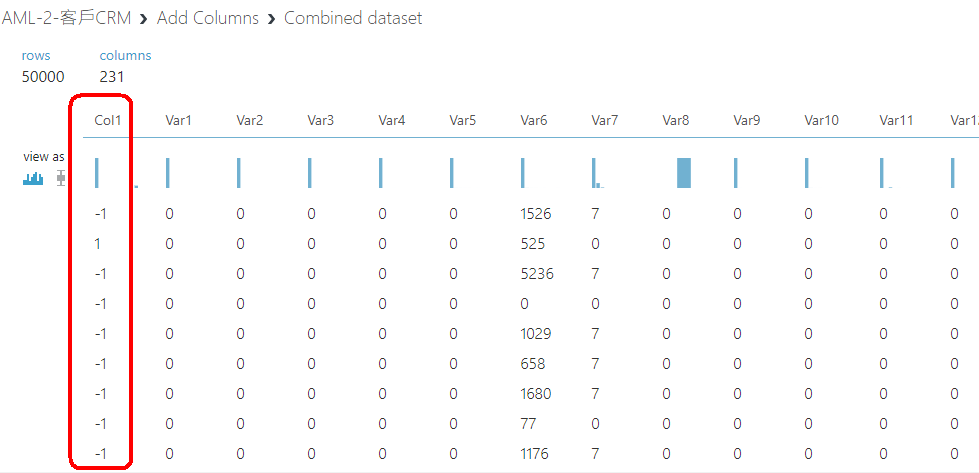 AML-2-客戶CRM › Add Columns › Combined dataset
rows columns
50000 231
Col1 Var1 Var2 Var3 Var4 Var5 Var6 Var7 Var8 Var9 Var10 Var11 Var1
view as
-1 0 0 0 0 0 1526 7 0 0 0 0 0
1 0 0 0 0 0 525 0 0 0 0 0 0
-1 0 0 0 0 0 5236 7 0 0 0 0 0
-1 0 0 0 0 0 0 0 0 0 0 0 0
-1 0 0 0 0 0 1029 7 0 0 0 0 0
-1 0 0 0 0 0 658 7 0 0 0 0 0
-1 0 0 0 0 0 1680 7 0 0 0 0 0
-1 0 0 0 0 0 77 0 0 0 0 0 0
-1 0 0 0 0 0 1176 7 0 0 0 0 0